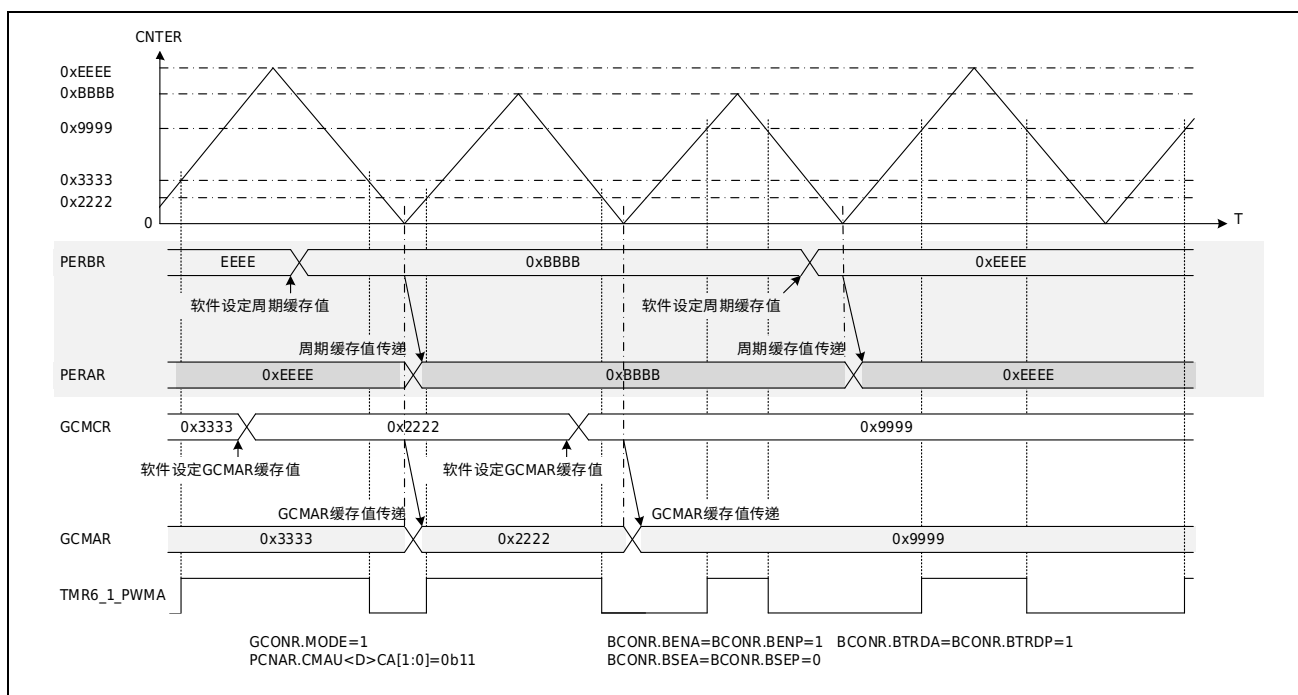 CNTER
0xEEEE
0xBBBB
0x9999
0x3333
0x2222
0
T
PERBR
EEEE
0xBBBB
0xEEEE
软件设定周期缓存值
软件设定周期缓存值
周期缓存值传递
周期缓存值传递
PERAR
0xEEEE
0xBBBB
0xEEEE
GCMCR
0x3333
0x2222
0x9999
软件设定GCMAR缓存值
软件设定GCMAR缓存值
GCMAR缓存值传递
GCMAR缓存值传递
GCMAR
0x3333
0x2222
0x9999
TMR6_1_PWMA
GCONR.MODE=1
BCONR.BENA=BCONR.BENP=1
BCONR.BTRDA=BCONR.BTRDP=1
PCNAR.CMAU<D>CA[1:0]=0b11
BCONR.BSEA=BCONR.BSEP=0